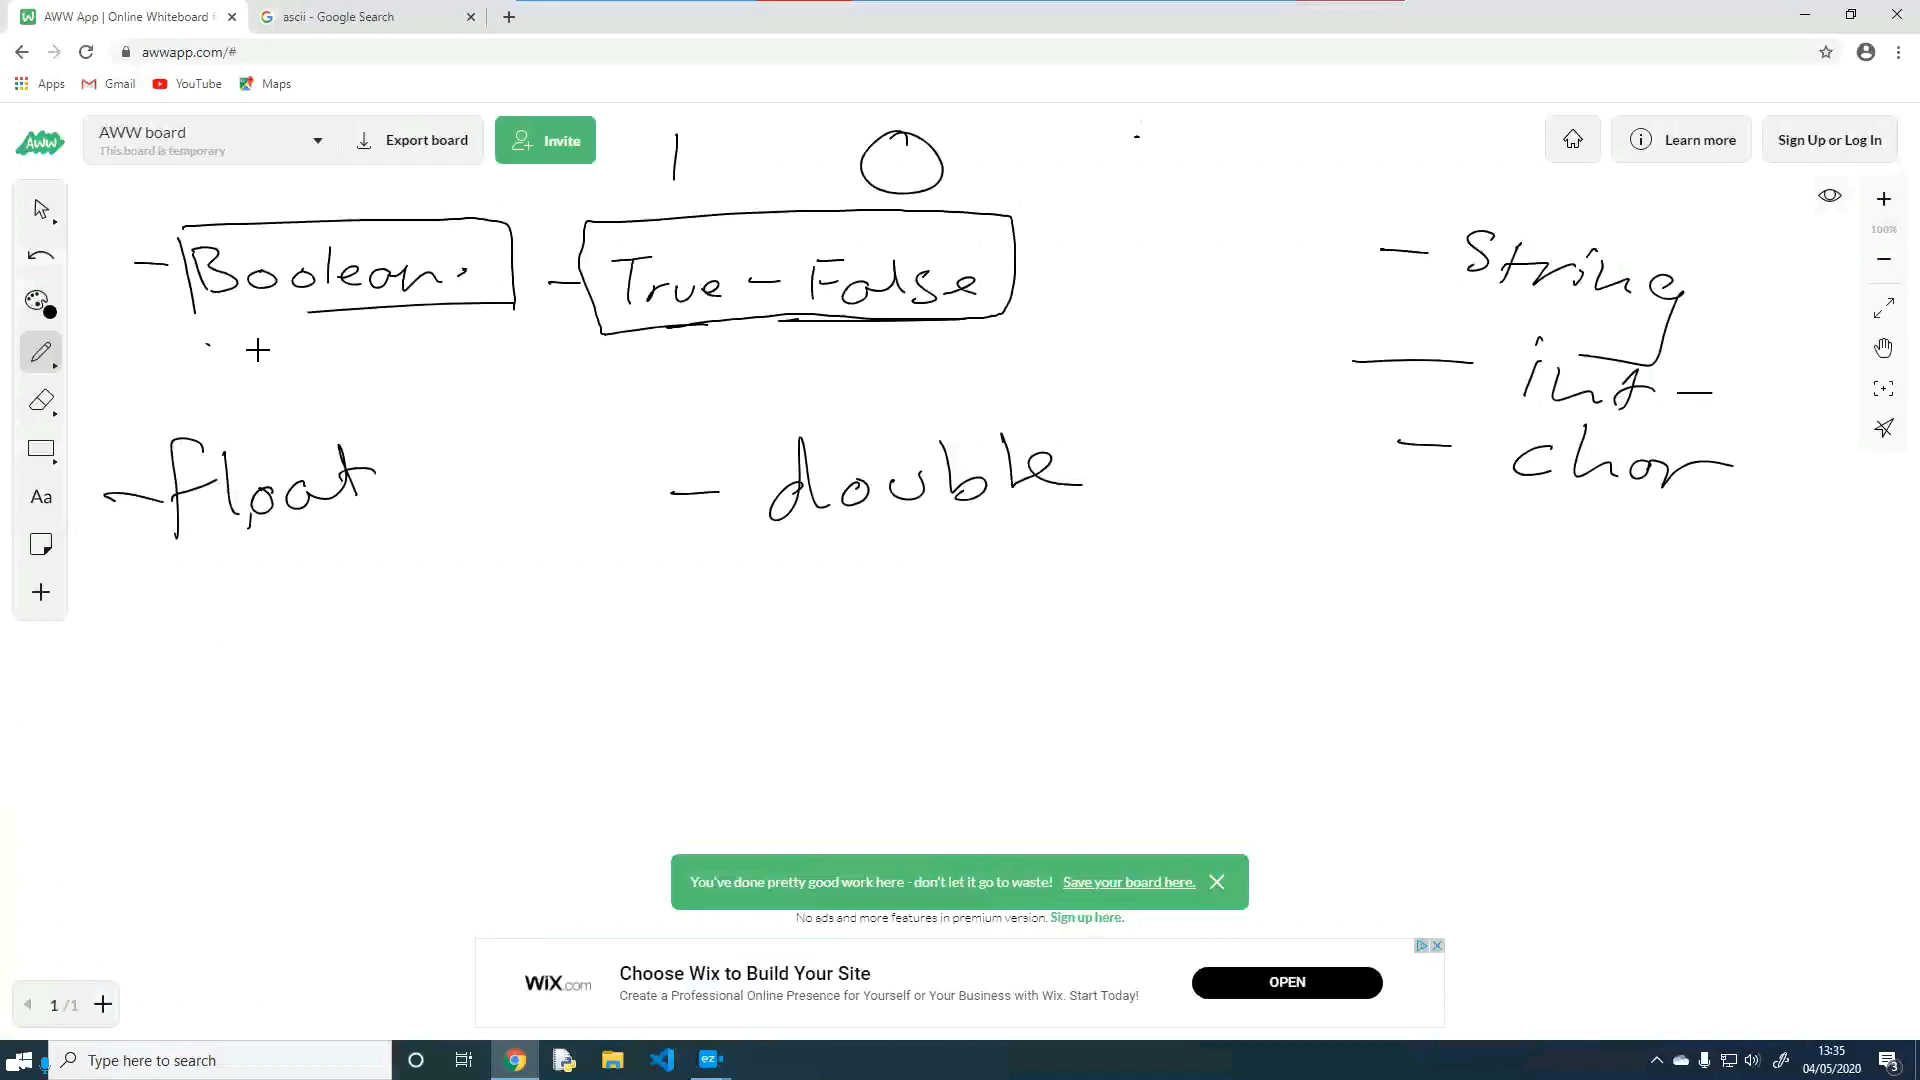 AWW App | Online Whiteboard f
ascii - Google Search
awwapp.com/#
Apps
Gmail
YouTube
Maps
AWW
AWW board
This board is temporary
Export board
Invite
Learn more
Sign Up or Log In
1 0
- Boolean. - True - False
- String
- int -
- char
- float - double
100%
Aa
You've done pretty good work here - don't let it go to waste! Save your board here.
No ads and more features in premium version. Sign up here.
WIX.com
Choose Wix to Build Your Site
Create a Professional Online Presence for Yourself or Your Business with Wix. Start Today!
OPEN
1 /1
Type here to search
ez
13:35
04/05/2020
3